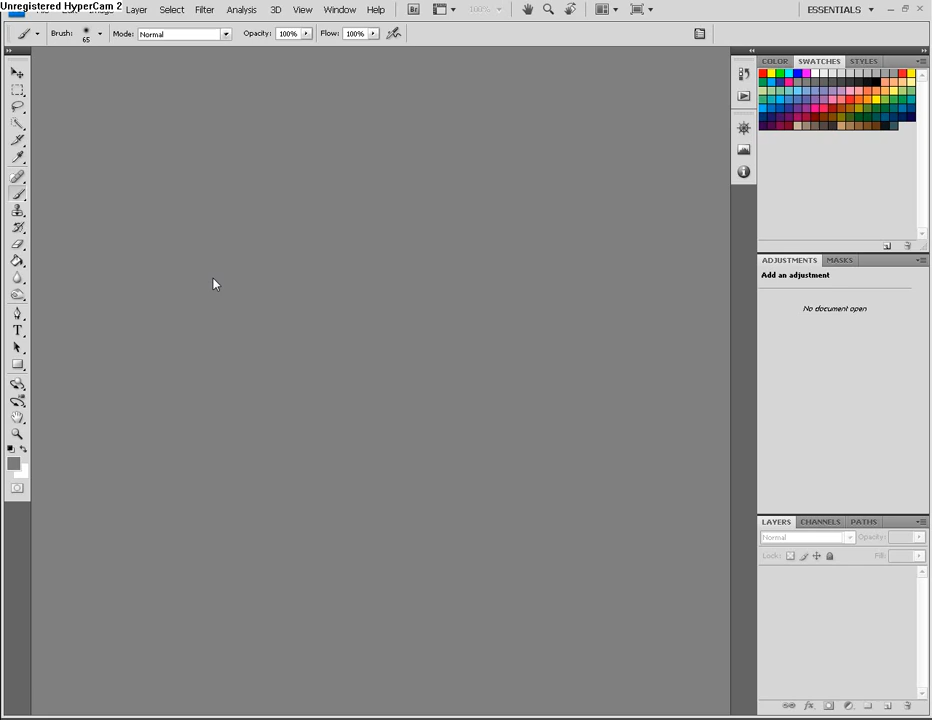 Unregistered HyperCam 2
Layer Select Filter Analysis 3D View Window Help Br 100% ESSENTIALS
Brush: 65 Mode: Normal Opacity: 100% Flow: 100%
COLOR SWATCHES STYLES
ADJUSTMENTS MASKS
Add an adjustment
No document open
LAYERS CHANNELS PATHS
Normal Opacity:
Lock: Fill: